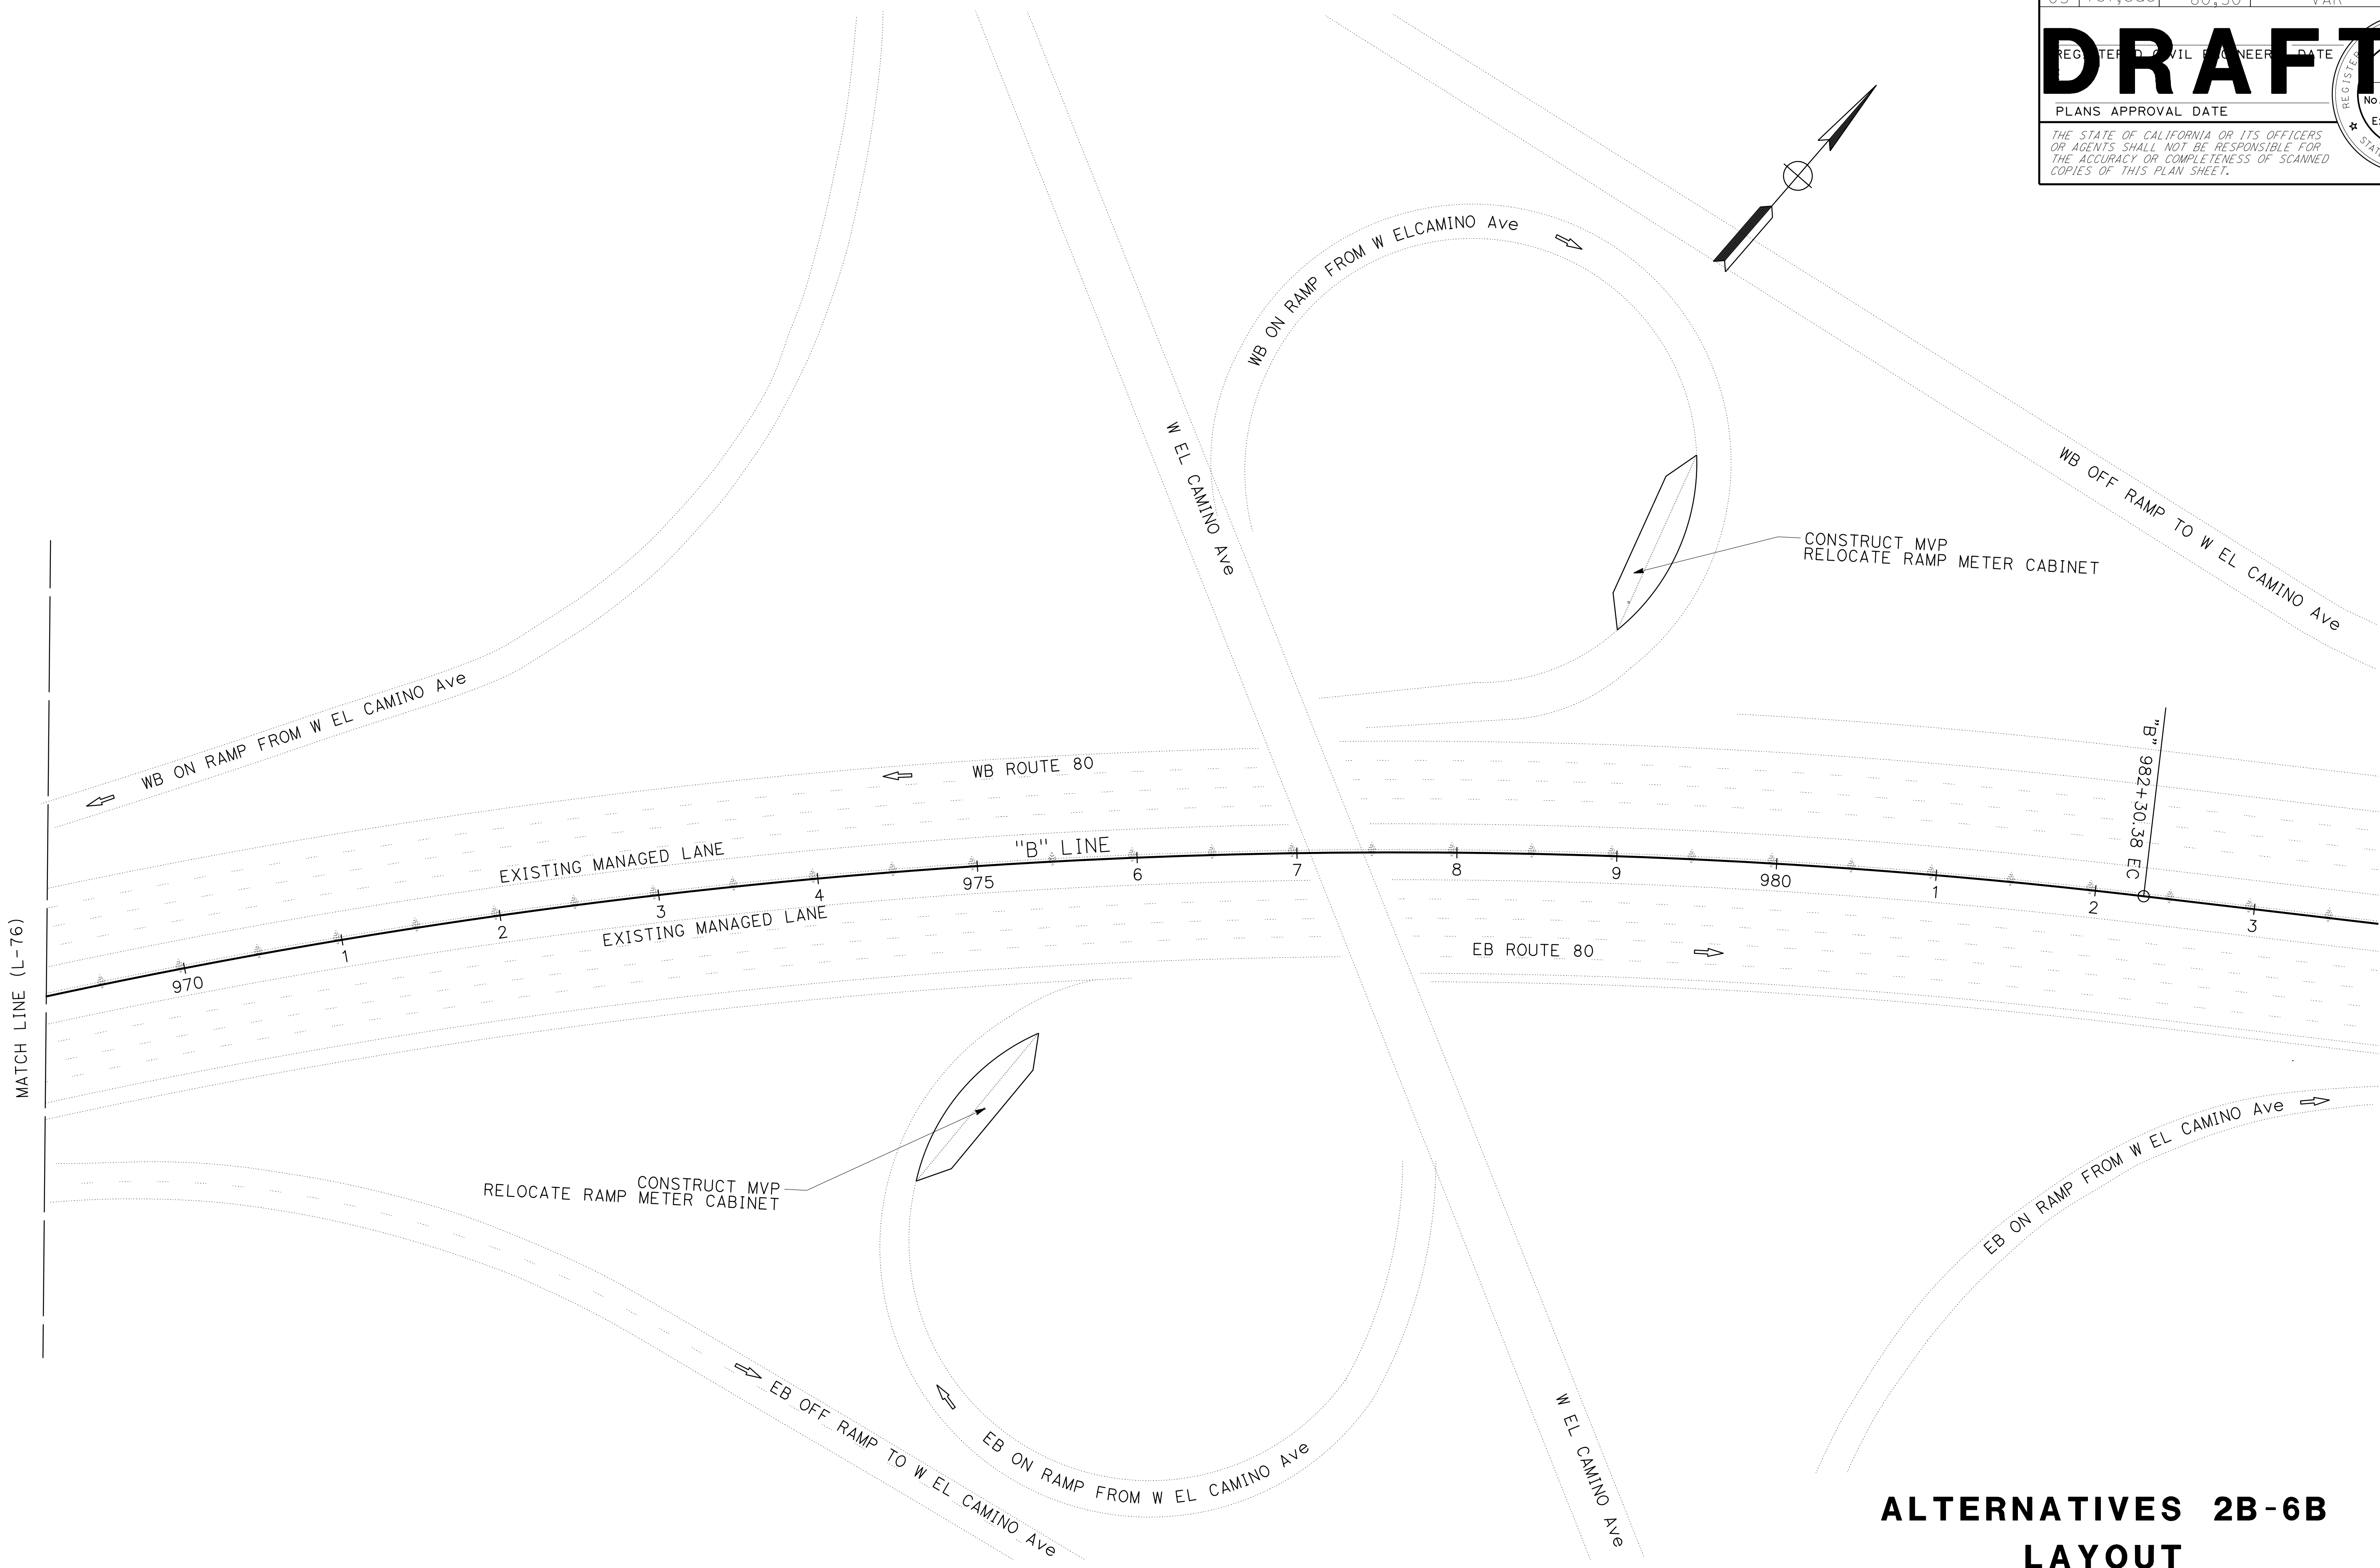 DRAFT
REGISTERED CIVIL ENGINEER DATE
PLANS APPROVAL DATE
THE STATE OF CALIFORNIA OR ITS OFFICERS
OR AGENTS SHALL NOT BE RESPONSIBLE FOR
THE ACCURACY OR COMPLETENESS OF SCANNED
COPIES OF THIS PLAN SHEET.
No.
WB ON RAMP FROM W ELCAMINO Ave
W EL CAMINO Ave
WB OFF RAMP TO W EL CAMINO Ave
CONSTRUCT MVP
RELOCATE RAMP METER CABINET
WB ON RAMP FROM W EL CAMINO Ave
WB ROUTE 80
"B" 982+30.38 EC
EXISTING MANAGED LANE
"B" LINE
970
1
2
3
4
975
6
7
8
9
980
1
2
3
EXISTING MANAGED LANE
EB ROUTE 80
MATCH LINE (L-76)
CONSTRUCT MVP
RELOCATE RAMP METER CABINET
EB ON RAMP FROM W EL CAMINO Ave
EB OFF RAMP TO W EL CAMINO Ave
EB ON RAMP FROM W EL CAMINO Ave
W EL CAMINO Ave
ALTERNATIVES 2B-6B
LAYOUT